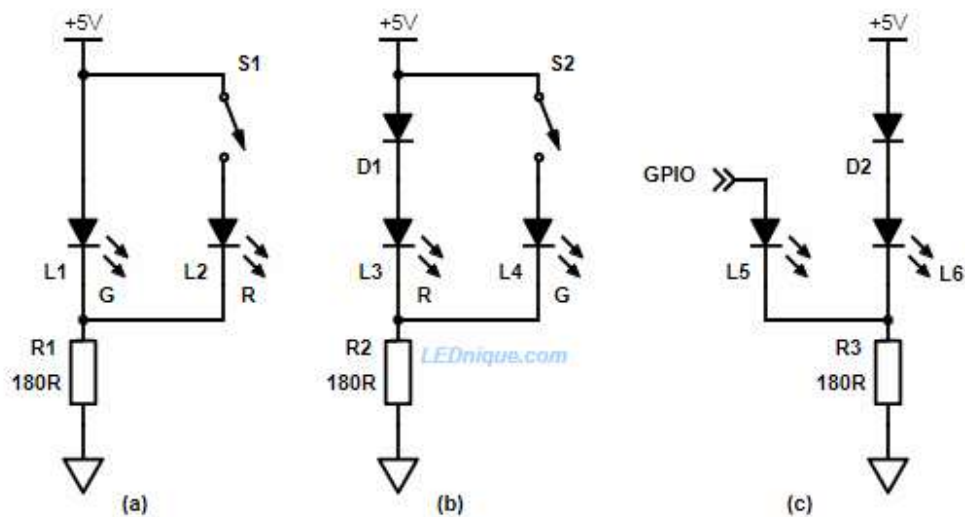 +5V
S1
L1
G
L2
R
R1
180R
(a)
+5V
S2
D1
L3
R
L4
G
R2
180R
LEDnique.com
(b)
+5V
GPIO
D2
L5
L6
R3
180R
(c)